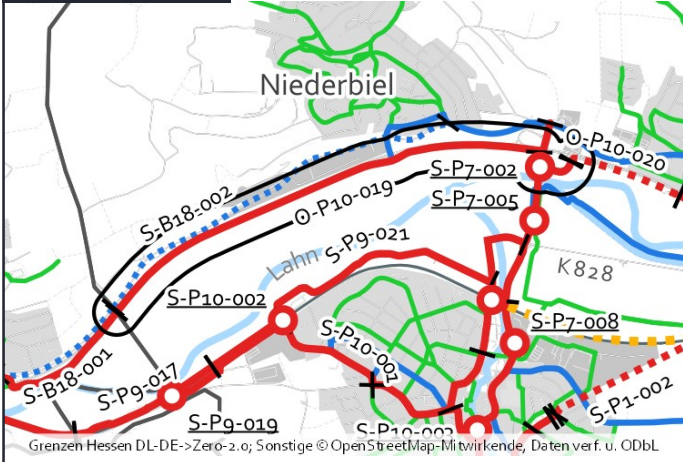 Niederbiel
O-P10-020
S-P7-002
S-B18-002
O-P10-019
S-P7-005
S-P9-021
Lahn
K828
S-P10-002
S-P7-008
S-P10-001
S-B18-001
S-P9-017
S-P1-002
S-P9-019
Grenzen Hessen DL-DE->Zero-2.0; Sonstige © OpenStreetMap-Mitwirkende, Daten verf. u. ODbL